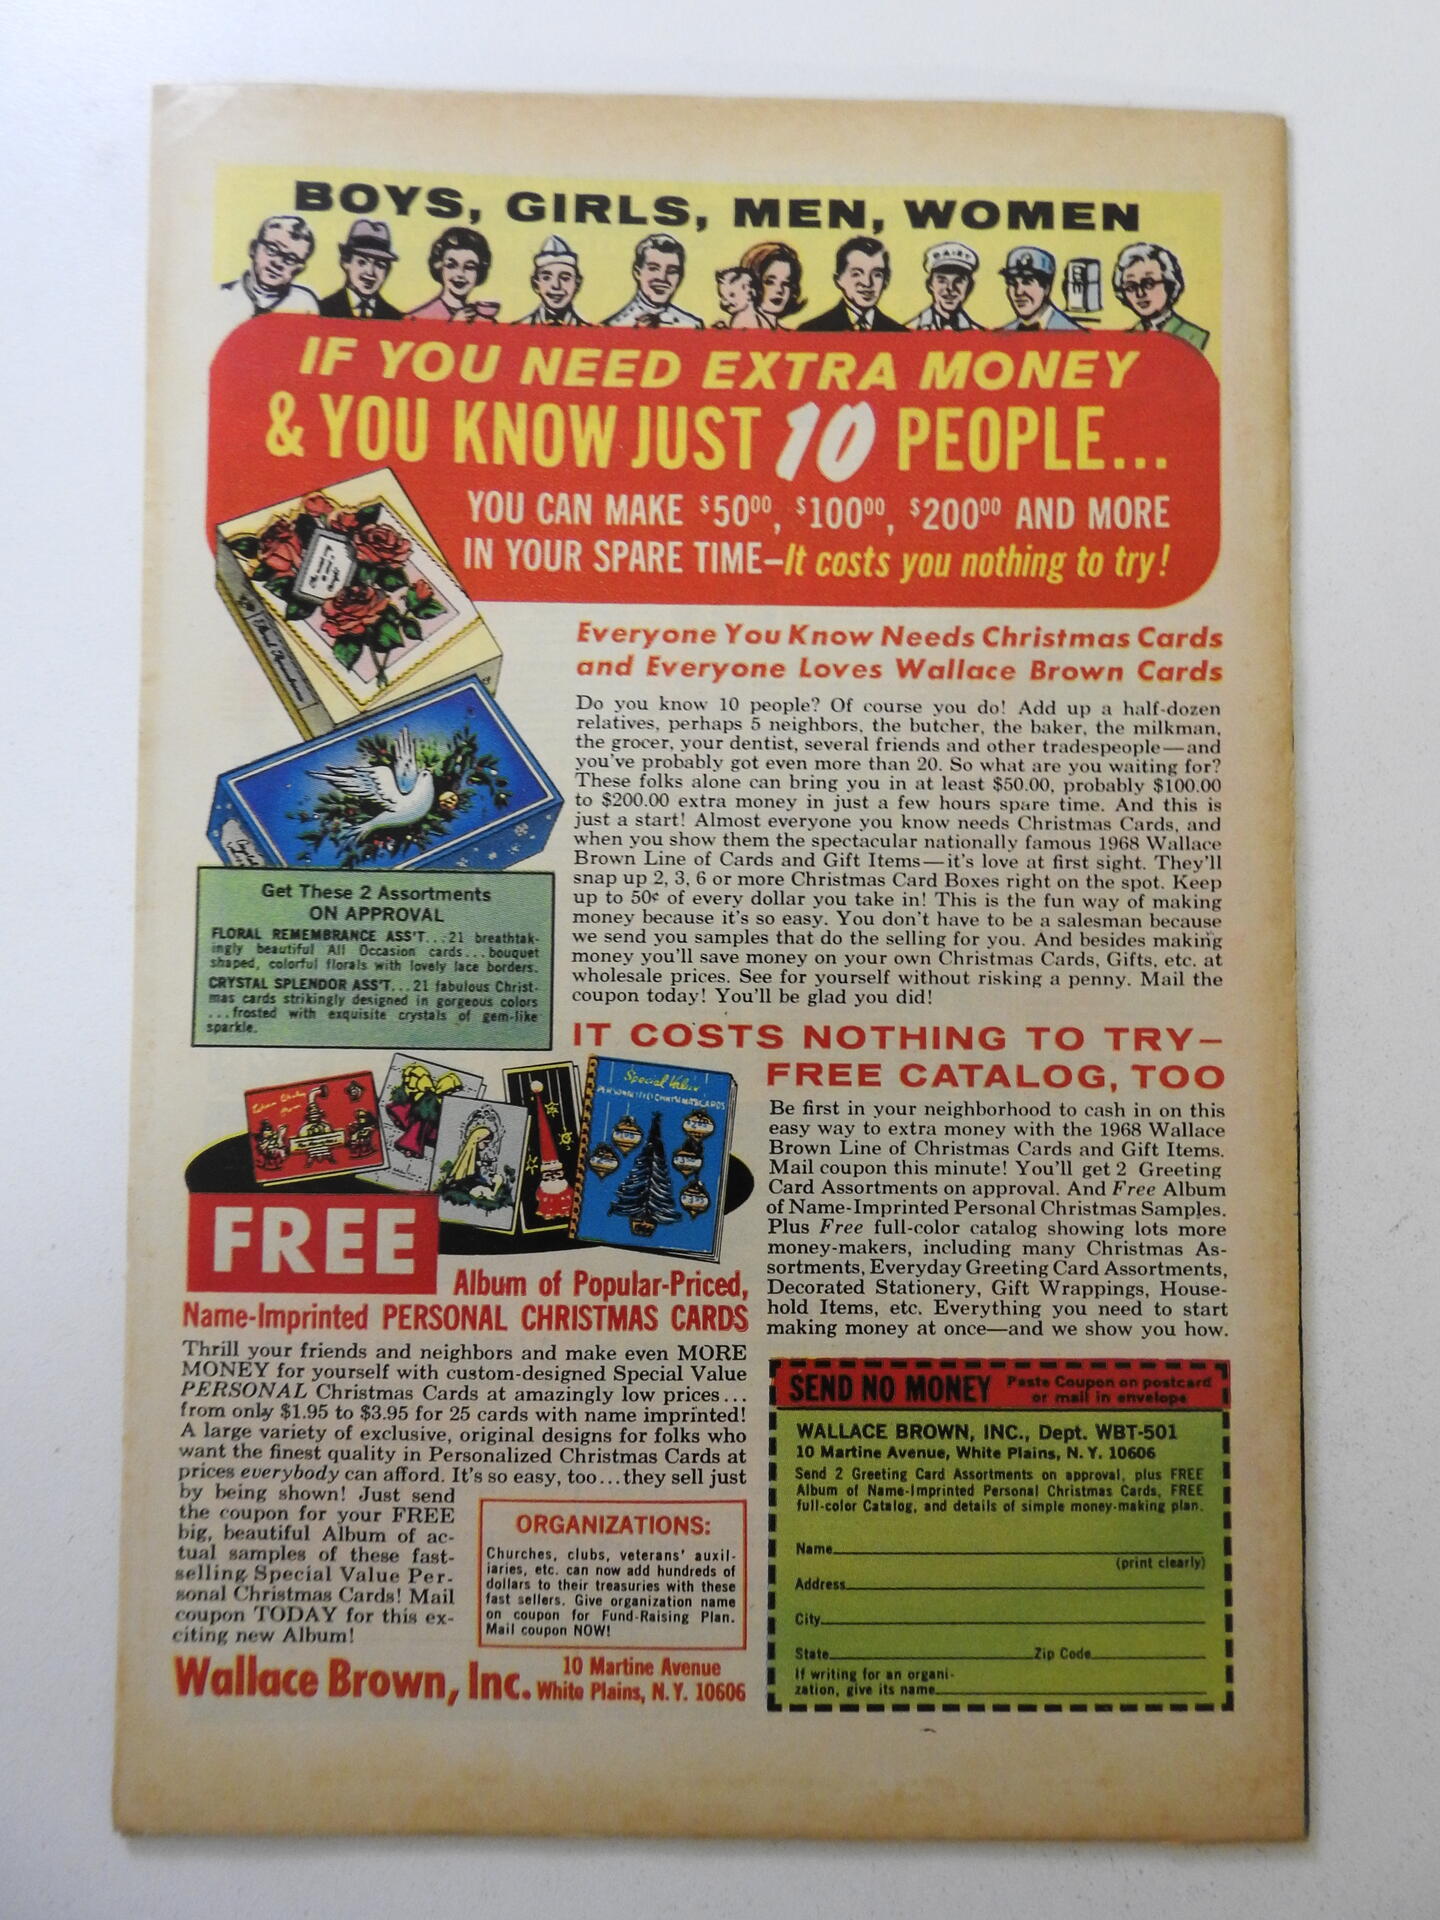 BOYS, GIRLS, MEN, WOMEN
DAIRY
IF YOU NEED EXTRA MONEY
& YOU KNOW JUST 10 PEOPLE...
YOU CAN MAKE $50⁰⁰, $100⁰⁰, $200⁰⁰ AND MORE
IN YOUR SPARE TIME—It costs you nothing to try!
Everyone You Know Needs Christmas Cards
and Everyone Loves Wallace Brown Cards
Do you know 10 people? Of course you do! Add up a half-dozen
relatives, perhaps 5 neighbors, the butcher, the baker, the milkman,
the grocer, your dentist, several friends and other tradespeople—and
you've probably got even more than 20. So what are you waiting for?
These folks alone can bring you in at least $50.00, probably $100.00
to $200.00 extra money in just a few hours spare time. And this is
just a start! Almost everyone you know needs Christmas Cards, and
when you show them the spectacular nationally famous 1968 Wallace
Brown Line of Cards and Gift Items—it's love at first sight. They'll
snap up 2, 3, 6 or more Christmas Card Boxes right on the spot. Keep
up to 50¢ of every dollar you take in! This is the fun way of making
money because it's so easy. You don't have to be a salesman because
we send you samples that do the selling for you. And besides making
money you'll save money on your own Christmas Cards, Gifts, etc. at
wholesale prices. See for yourself without risking a penny. Mail the
coupon today! You'll be glad you did!
Get These 2 Assortments
ON APPROVAL
FLORAL REMEMBRANCE ASS'T...21 breathtak-
ingly beautiful All Occasion cards...bouquet
shaped, colorful florals with lovely lace borders.
CRYSTAL SPLENDOR ASS'T...21 fabulous Christ-
mas cards strikingly designed in gorgeous colors
...frosted with exquisite crystals of gem-like
sparkle.
IT COSTS NOTHING TO TRY—
FREE CATALOG, TOO
Be first in your neighborhood to cash in on this
easy way to extra money with the 1968 Wallace
Brown Line of Christmas Cards and Gift Items.
Mail coupon this minute! You'll get 2 Greeting
Card Assortments on approval. And Free Album
of Name-Imprinted Personal Christmas Samples.
Plus Free full-color catalog showing lots more
money-makers, including many Christmas As-
sortments, Everyday Greeting Card Assortments,
Decorated Stationery, Gift Wrappings, House-
hold Items, etc. Everything you need to start
making money at once—and we show you how.
Special Value
PERSONALIZED CHRISTMAS CARDS
FREE
Album of Popular-Priced,
Name-Imprinted PERSONAL CHRISTMAS CARDS
Thrill your friends and neighbors and make even MORE
MONEY for yourself with custom-designed Special Value
PERSONAL Christmas Cards at amazingly low prices...
from only $1.95 to $3.95 for 25 cards with name imprinted!
A large variety of exclusive, original designs for folks who
want the finest quality in Personalized Christmas Cards at
prices everybody can afford. It's so easy, too...they sell just
by being shown! Just send
the coupon for your FREE
big, beautiful Album of ac-
tual samples of these fast-
selling Special Value Per-
sonal Christmas Cards! Mail
coupon TODAY for this ex-
citing new Album!
ORGANIZATIONS:
Churches, clubs, veterans' auxil-
iaries, etc. can now add hundreds of
dollars to their treasuries with these
fast sellers. Give organization name
on coupon for Fund-Raising Plan.
Mail coupon NOW!
Wallace Brown, Inc. 10 Martine Avenue
White Plains, N.Y. 10606
SEND NO MONEY Paste Coupon on postcard
or mail in envelope
WALLACE BROWN, INC., Dept. WBT-501
10 Martine Avenue, White Plains, N. Y. 10606
Send 2 Greeting Card Assortments on approval, plus FREE
Album of Name-Imprinted Personal Christmas Cards, FREE
full-color Catalog, and details of simple money-making plan.
Name
(print clearly)
Address
City
State Zip Code
If writing for an organi-
zation, give its name